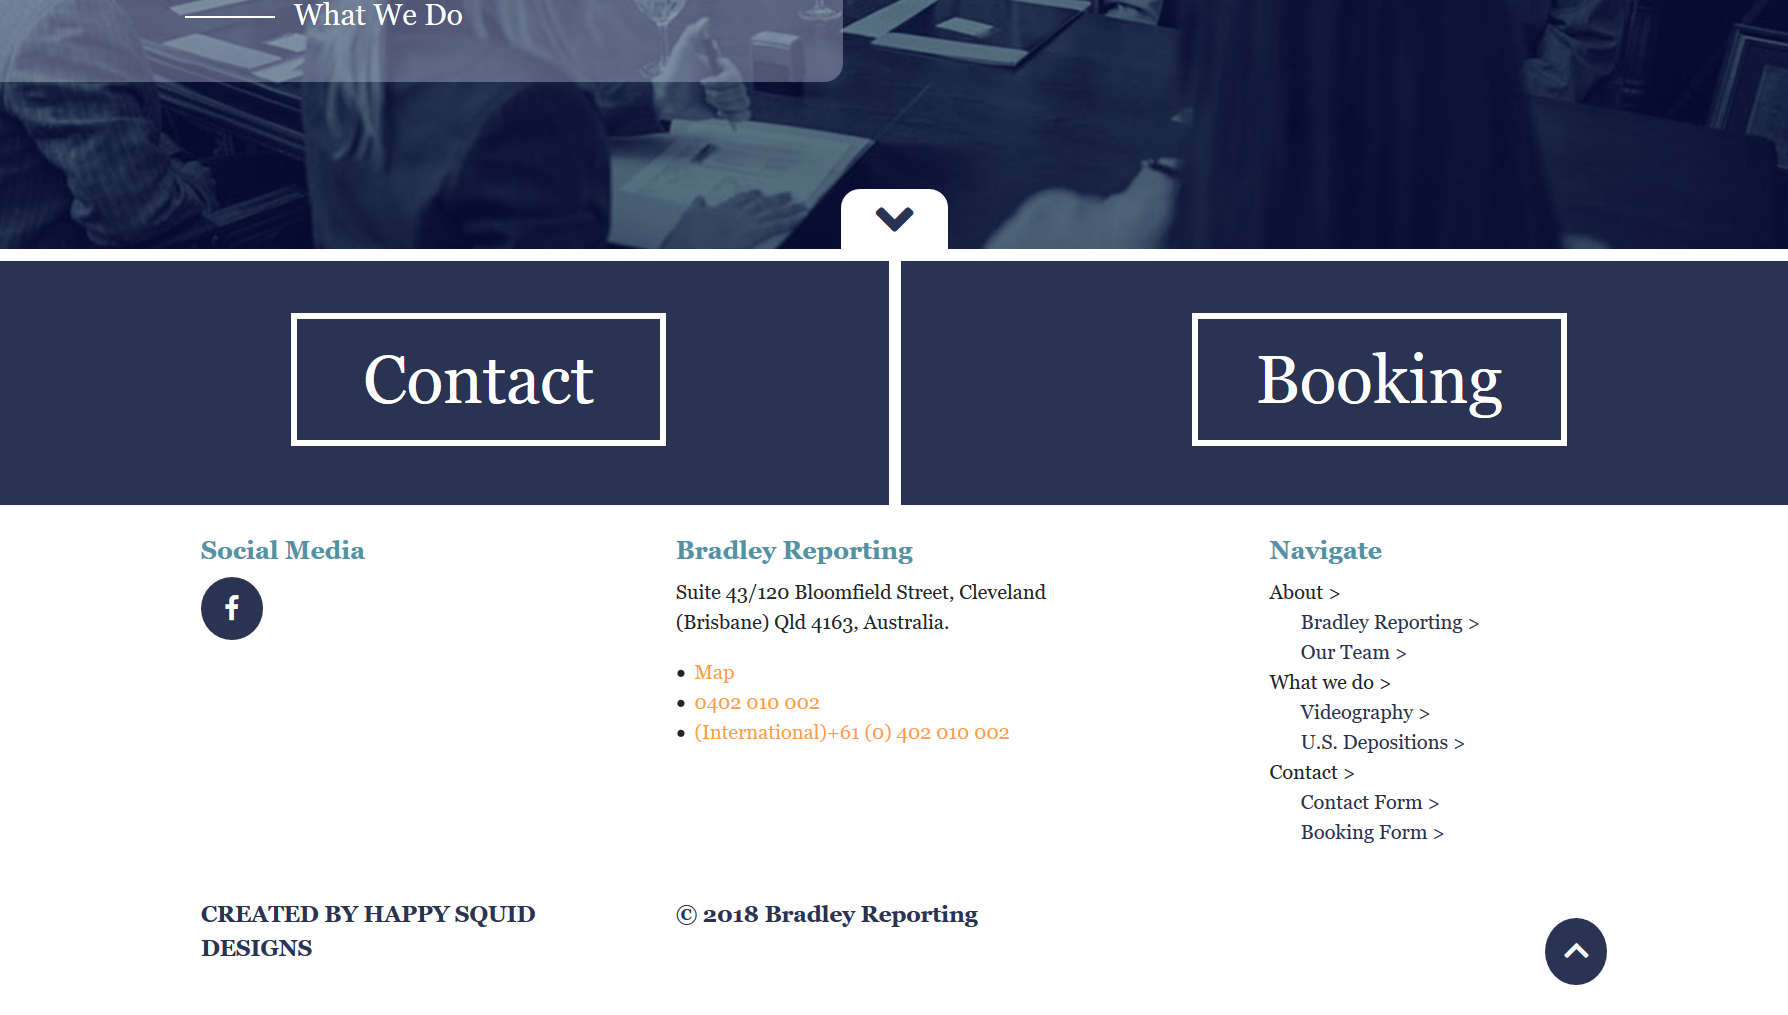 What We Do
Contact
Booking
Social Media
Bradley Reporting
Suite 43/120 Bloomfield Street, Cleveland
(Brisbane) Qld 4163, Australia.
• Map
• 0402 010 002
• (International)+61 (0) 402 010 002
Navigate
About >
Bradley Reporting >
Our Team >
What we do >
Videography >
U.S. Depositions >
Contact >
Contact Form >
Booking Form >
CREATED BY HAPPY SQUID
DESIGNS
© 2018 Bradley Reporting